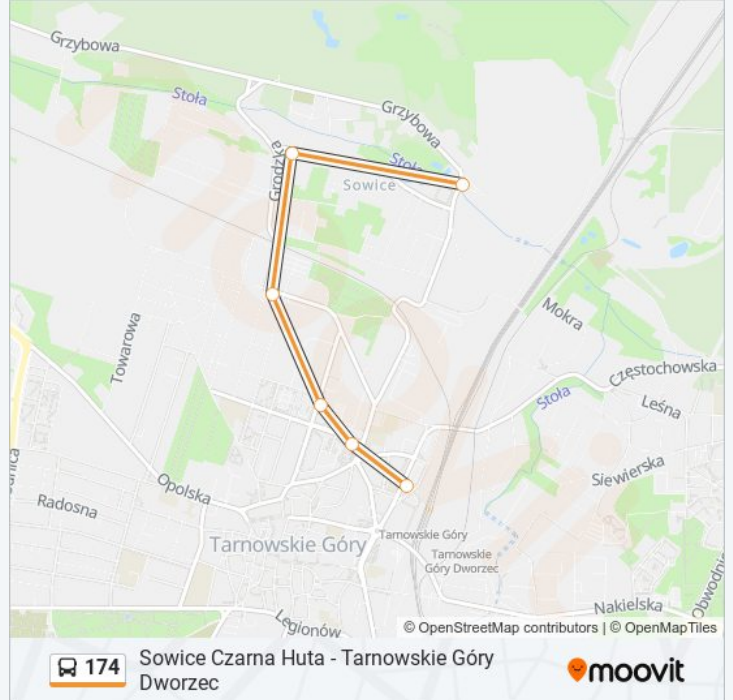 Grzybowa
Stoła
Grzybowa
Grodzka
Stoła
Sowice
Mokra
Towarowa
Częstochowska
Stoła
Leśna
Siewierska
Opolska
Radosna
Tarnowskie Góry
Tarnowskie Góry
Tarnowskie
Góry Dworzec
Nakielska
Legionów
© OpenStreetMap contributors | © OpenMapTiles
174
Sowice Czarna Huta - Tarnowskie Góry
Dworzec
moovit